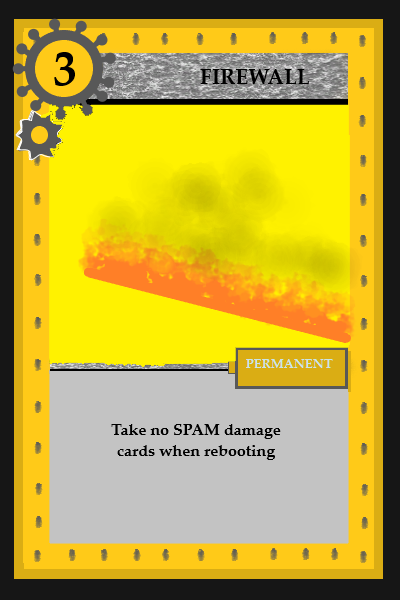 3
FIREWALL
PERMANENT
Take no SPAM damage
cards when rebooting